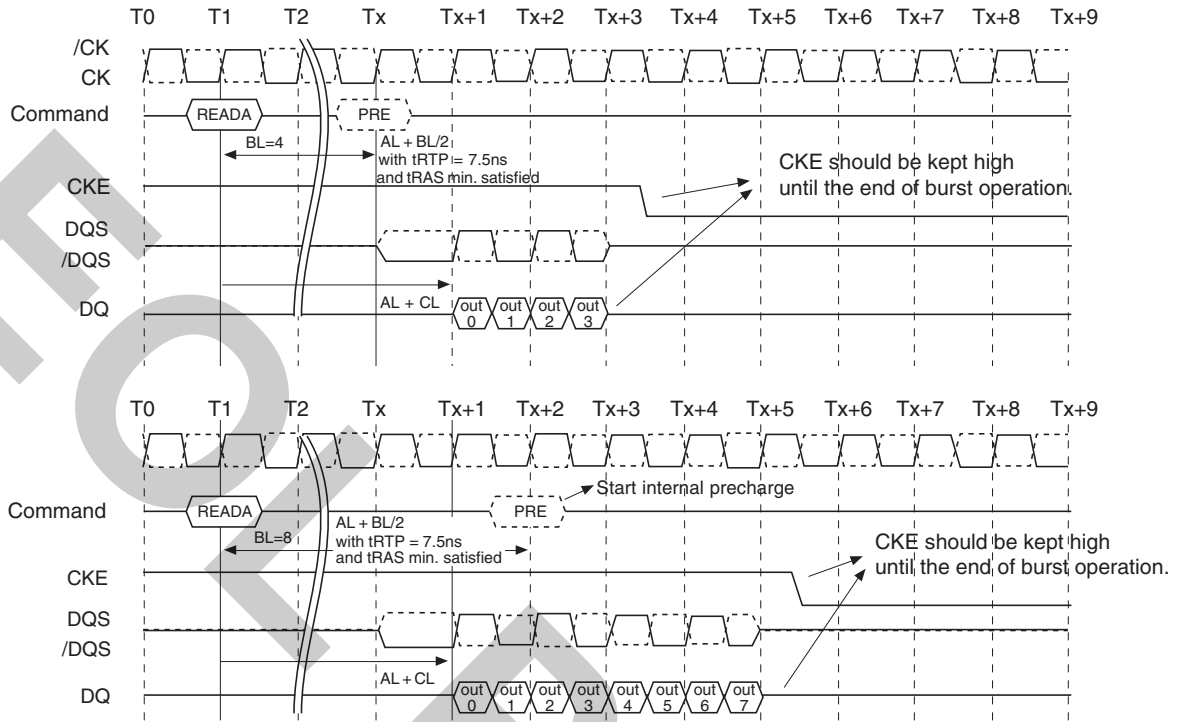 T0 T1 T2 Tx Tx+1 Tx+2 Tx+3 Tx+4 Tx+5 Tx+6 Tx+7 Tx+8 Tx+9
/CK
CK
Command READA PRE
BL=4 AL + BL/2
with tRTP = 7.5ns
and tRAS min. satisfied
CKE should be kept high
until the end of burst operation.
CKE
DQS
/DQS
AL + CL
DQ out 0 out 1 out 2 out 3
T0 T1 T2 Tx Tx+1 Tx+2 Tx+3 Tx+4 Tx+5 Tx+6 Tx+7 Tx+8 Tx+9
Start internal precharge
Command READA PRE
BL=8 AL + BL/2
with tRTP = 7.5ns
and tRAS min. satisfied
CKE should be kept high
until the end of burst operation.
CKE
DQS
/DQS
AL + CL
DQ out 0 out 1 out 2 out 3 out 4 out 5 out 6 out 7